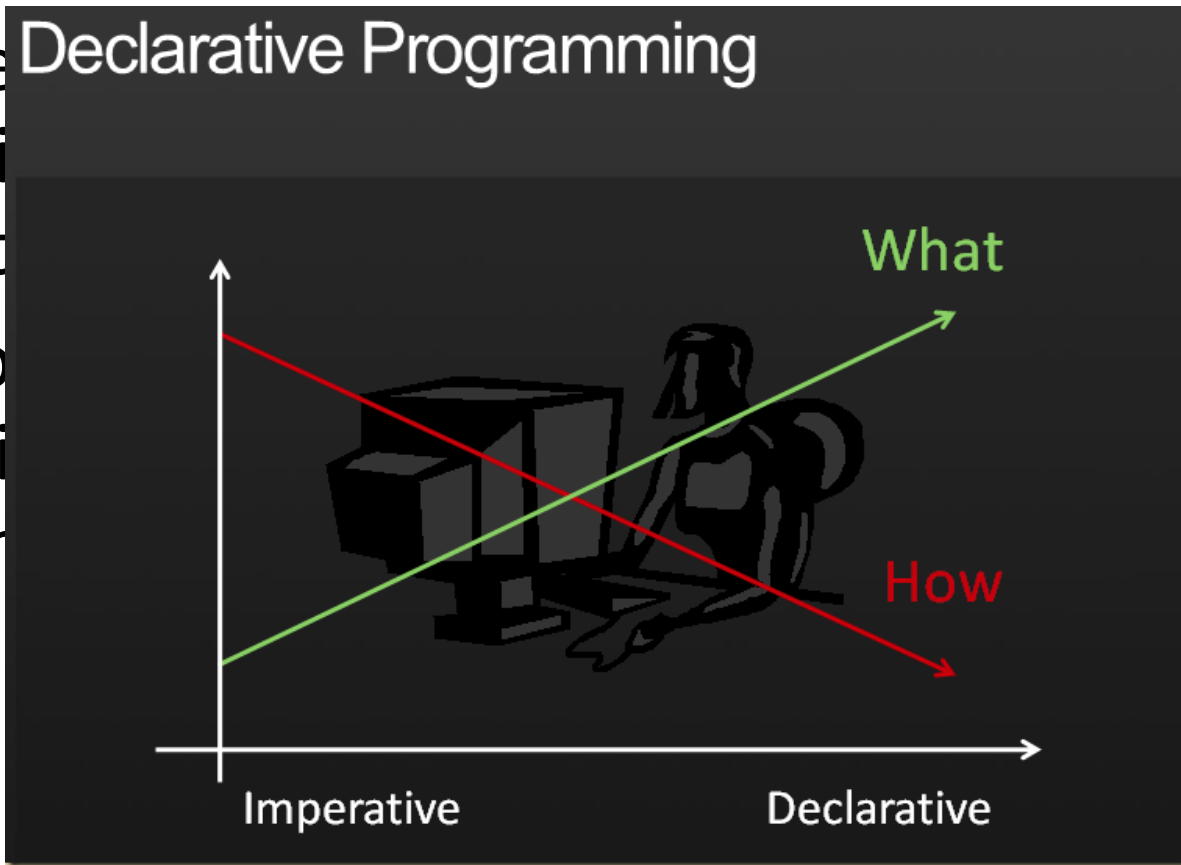 Declarative Programming
What
How
Imperative
Declarative